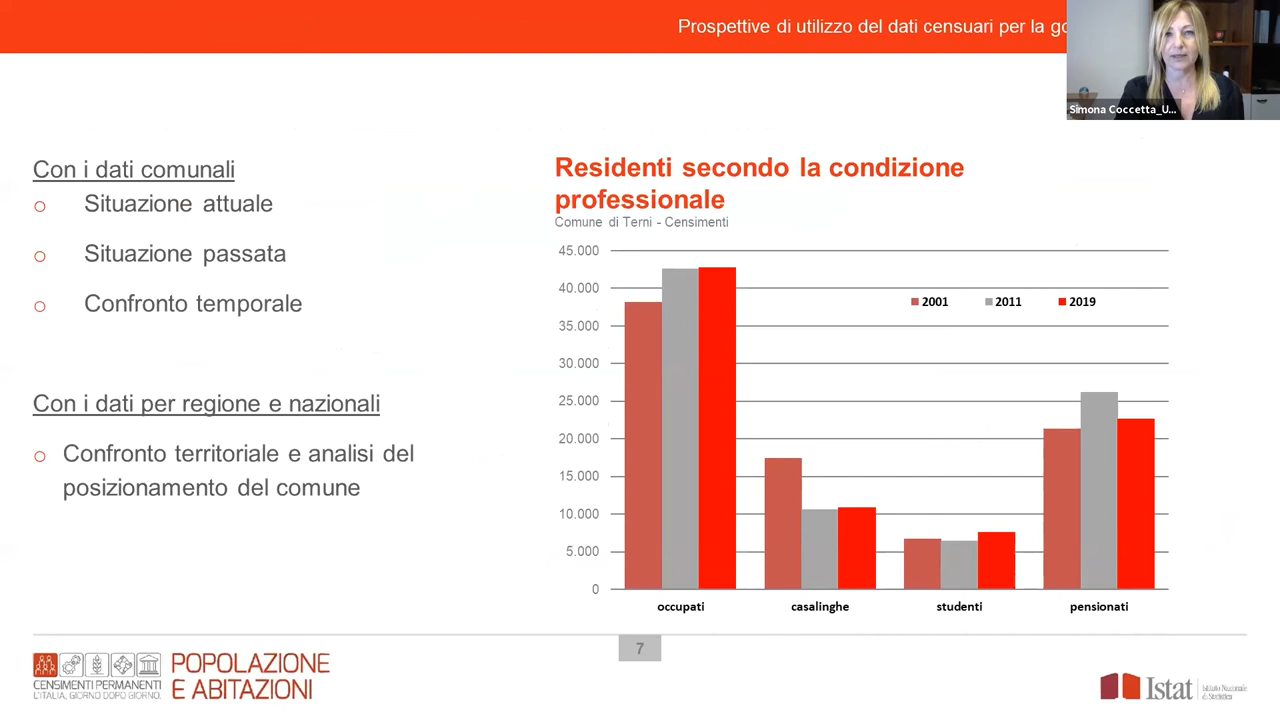 Prospettive di utilizzo del dati censuari per la
Simona Coccetta_U...
Con i dati comunali
o Situazione attuale
o Situazione passata
o Confronto temporale
Con i dati per regione e nazionali
o Confronto territoriale e analisi del
posizionamento del comune
Residenti secondo la condizione
professionale
Comune di Terni - Censimenti
45.000
40.000
35.000
30.000
25.000
20.000
15.000
10.000
5.000
0
2001 2011 2019
occupati casalinghe studenti pensionati
7
CENSIMENTI PERMANENTI
L'ITALIA, GIORNO DOPO GIORNO.
POPOLAZIONE
E ABITAZIONI
Istat
Istituto Nazionale
di Statistica